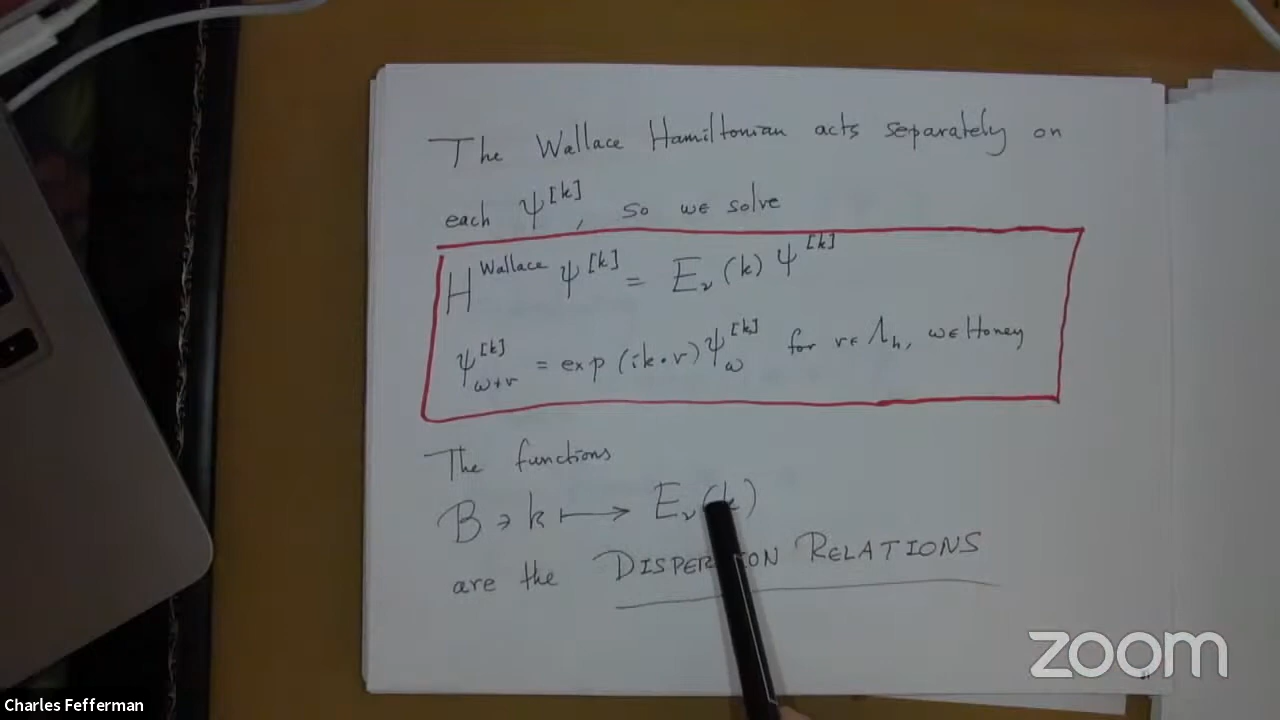 The Wallace Hamiltonian acts separately on
each ψ^[k], so we solve
H^Wallace ψ^[k] = E_ν(k) ψ^[k]
ψ^[k]_ω+v = exp(ik·v) ψ^[k]_ω for v∈Λ_h, ω∈Honey
The functions
B ∋ k ⟼ E_ν(k)
are the DISPERSION RELATIONS
zoom
Charles Fefferman